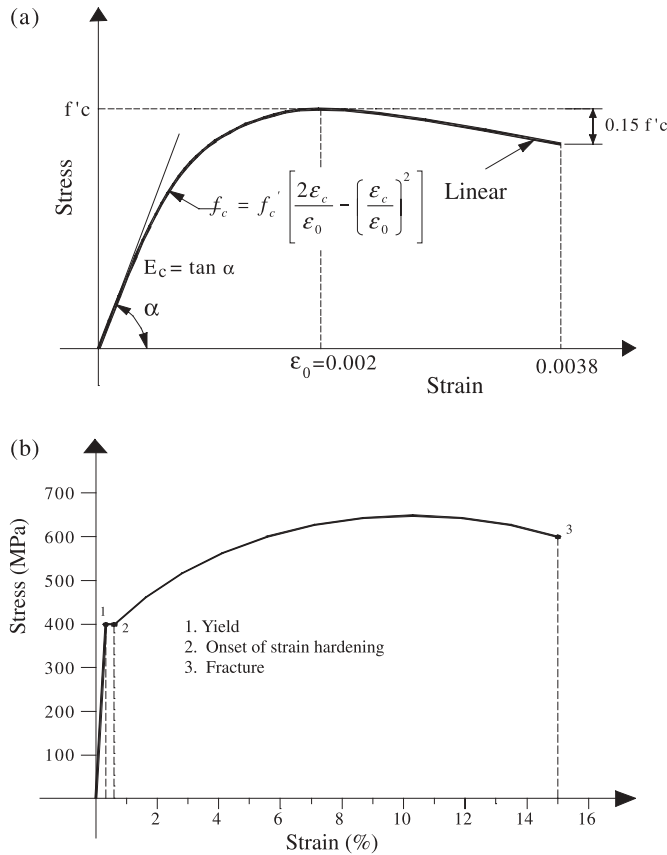 (a)
f'c
0.15 f'c
Stress
f_c = f_c' [ 2ε_c / ε_0 − ( ε_c / ε_0 )^2 ]
Linear
E_c = tan α
α
ε_0=0.002
0.0038
Strain
(b)
700
600
500
400
300
200
100
Stress (MPa)
1
2
3
1. Yield
2. Onset of strain hardening
3. Fracture
2 4 6 8 10 12 14 16
Strain (%)